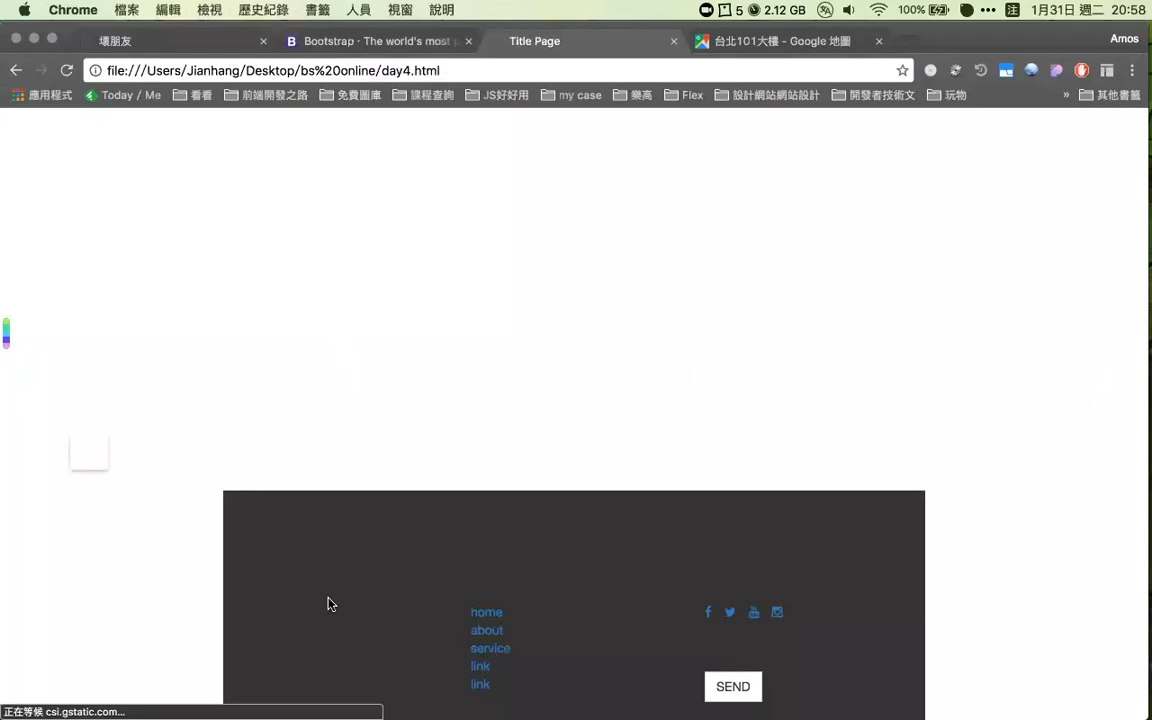 Chrome 檔案 編輯 檢視 歷史紀錄 書籤 人員 視窗 說明 5 2.12 GB 100% 注 1月31日 週二 20:58
壞朋友 Bootstrap · The world's most Title Page 台北101大樓 - Google 地圖 Amos
file:///Users/Jianhang/Desktop/bs%20online/day4.html
應用程式 Today / Me 看看 前端開發之路 免費圖庫 課程查詢 JS好好用 my case 樂高 Flex 設計網站網站設計 開發者技術文 玩物 » 其他書籤
home
about
service
link
link
SEND
正在等候 csi.gstatic.com...